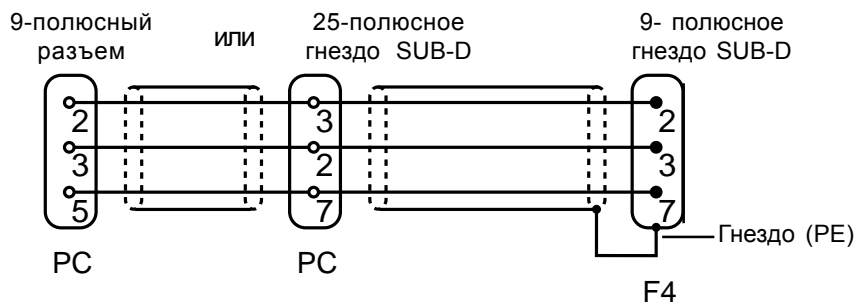 9-полюсный
разъем
или
25-полюсное
гнездо SUB-D
9- полюсное
гнездо SUB-D
2
3
2
3
2
3
5
7
7
Гнездо (PE)
PC
PC
F4